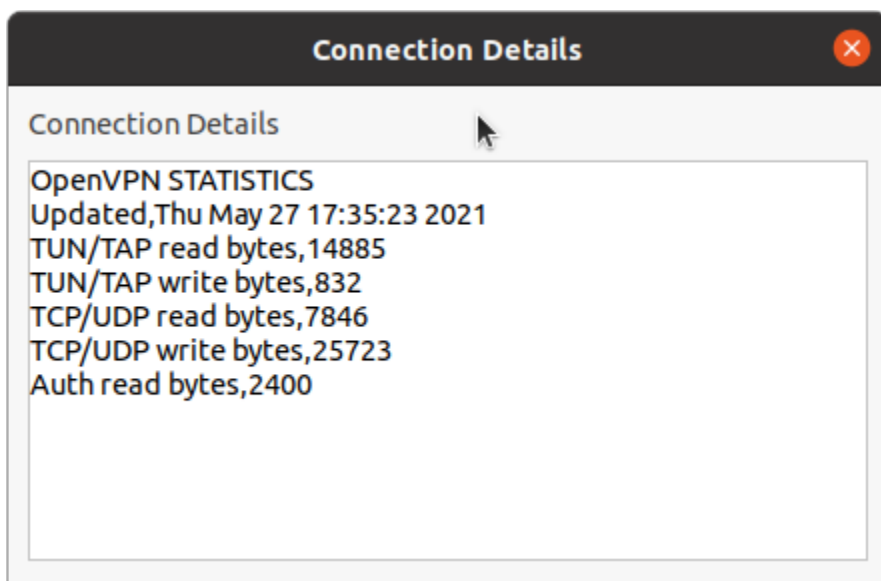 Connection Details
Connection Details
OpenVPN STATISTICS
Updated,Thu May 27 17:35:23 2021
TUN/TAP read bytes,14885
TUN/TAP write bytes,832
TCP/UDP read bytes,7846
TCP/UDP write bytes,25723
Auth read bytes,2400